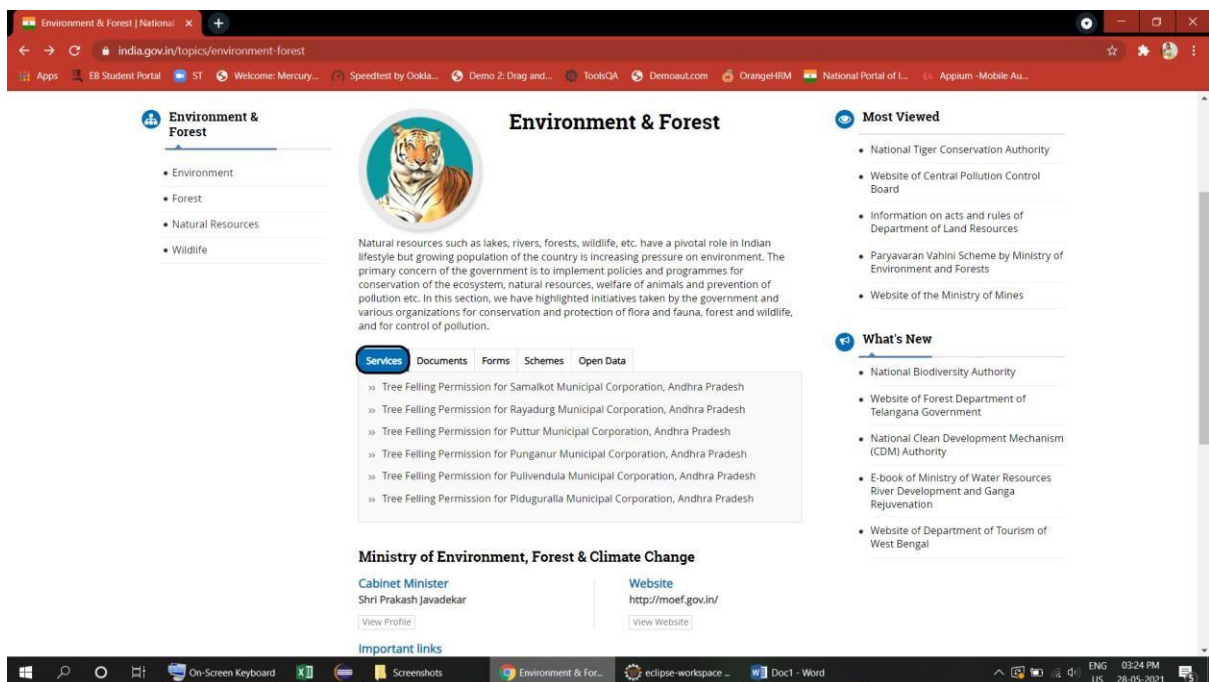 Environment & Forest | National
india.gov.in/topics/environment-forest
Apps
EB Student Portal
ST
Welcome: Mercury...
Speedtest by Ookla...
Demo 2: Drag and...
ToolsQA
Demoaut.com
OrangeHRM
National Portal of I...
Appium -Mobile Au...
Environment &
Forest
• Environment
• Forest
• Natural Resources
• Wildlife
Environment & Forest
Natural resources such as lakes, rivers, forests, wildlife, etc. have a pivotal role in Indian
lifestyle but growing population of the country is increasing pressure on environment. The
primary concern of the government is to implement policies and programmes for
conservation of the ecosystem, natural resources, welfare of animals and prevention of
pollution etc. In this section, we have highlighted initiatives taken by the government and
various organizations for conservation and protection of flora and fauna, forest and wildlife,
and for control of pollution.
Services Documents Forms Schemes Open Data
» Tree Felling Permission for Samalkot Municipal Corporation, Andhra Pradesh
» Tree Felling Permission for Rayadurg Municipal Corporation, Andhra Pradesh
» Tree Felling Permission for Puttur Municipal Corporation, Andhra Pradesh
» Tree Felling Permission for Punganur Municipal Corporation, Andhra Pradesh
» Tree Felling Permission for Pulivendula Municipal Corporation, Andhra Pradesh
» Tree Felling Permission for Piduguralla Municipal Corporation, Andhra Pradesh
Ministry of Environment, Forest & Climate Change
Cabinet Minister
Shri Prakash Javadekar
View Profile
Website
http://moef.gov.in/
View Website
Important links
Most Viewed
• National Tiger Conservation Authority
• Website of Central Pollution Control
Board
• Information on acts and rules of
Department of Land Resources
• Paryavaran Vahini Scheme by Ministry of
Environment and Forests
• Website of the Ministry of Mines
What's New
• National Biodiversity Authority
• Website of Forest Department of
Telangana Government
• National Clean Development Mechanism
(CDM) Authority
• E-book of Ministry of Water Resources
River Development and Ganga
Rejuvenation
• Website of Department of Tourism of
West Bengal
On-Screen Keyboard
Screenshots
Environment & For...
eclipse-workspace ...
Doc1 - Word
ENG
US
03:24 PM
28-05-2021
5